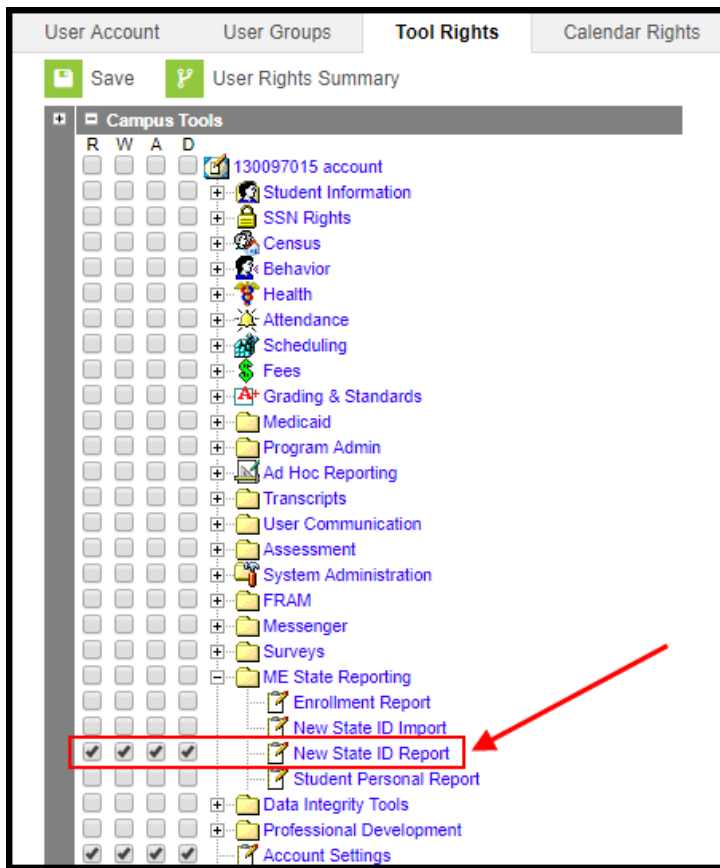 User Account User Groups Tool Rights Calendar Rights
Save User Rights Summary
Campus Tools
R W A D
130097015 account
Student Information
SSN Rights
Census
Behavior
Health
Attendance
Scheduling
Fees
Grading & Standards
Medicaid
Program Admin
Ad Hoc Reporting
Transcripts
User Communication
Assessment
System Administration
FRAM
Messenger
Surveys
ME State Reporting
Enrollment Report
New State ID Import
New State ID Report
Student Personal Report
Data Integrity Tools
Professional Development
Account Settings